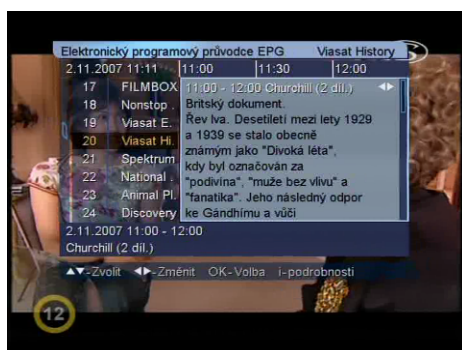 Elektronický programový průvodce EPG Viasat History
2.11.2007 11:11 11:00 11:30 12:00
17 FILMBOX
18 Nonstop .
19 Viasat E.
20 Viasat Hi.
21 Spektrum
22 National .
23 Animal Pl.
24 Discovery
11:00 - 12:00 Churchill (2 díl.)
Britský dokument.
Řev lva. Desetiletí mezi lety 1929
a 1939 se stalo obecně
známým jako "Divoká léta",
kdy byl označován za
"podivína", "muže bez vlivu" a
"fanatika". Jeho následný odpor
ke Gándhímu a vůči
2.11.2007 11:00 - 12:00
Churchill (2 díl.)
▲▼-Zvolit ◀▶-Změnit OK-Volba i-podrobnosti
12